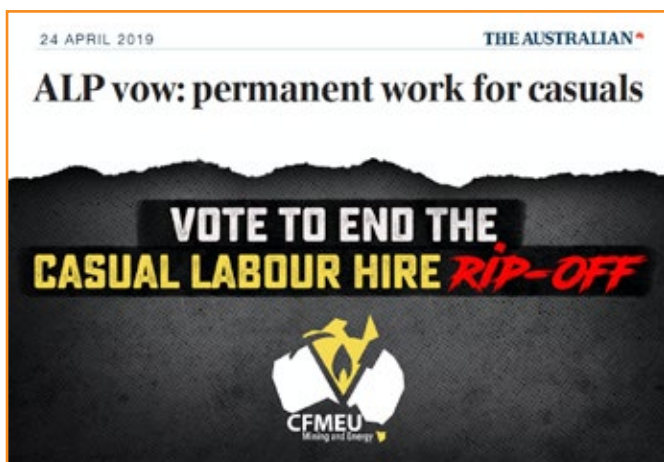 24 APRIL 2019
THE AUSTRALIAN
ALP vow: permanent work for casuals
VOTE TO END THE
CASUAL LABOUR HIRE RIP-OFF
CFMEU
Mining and Energy